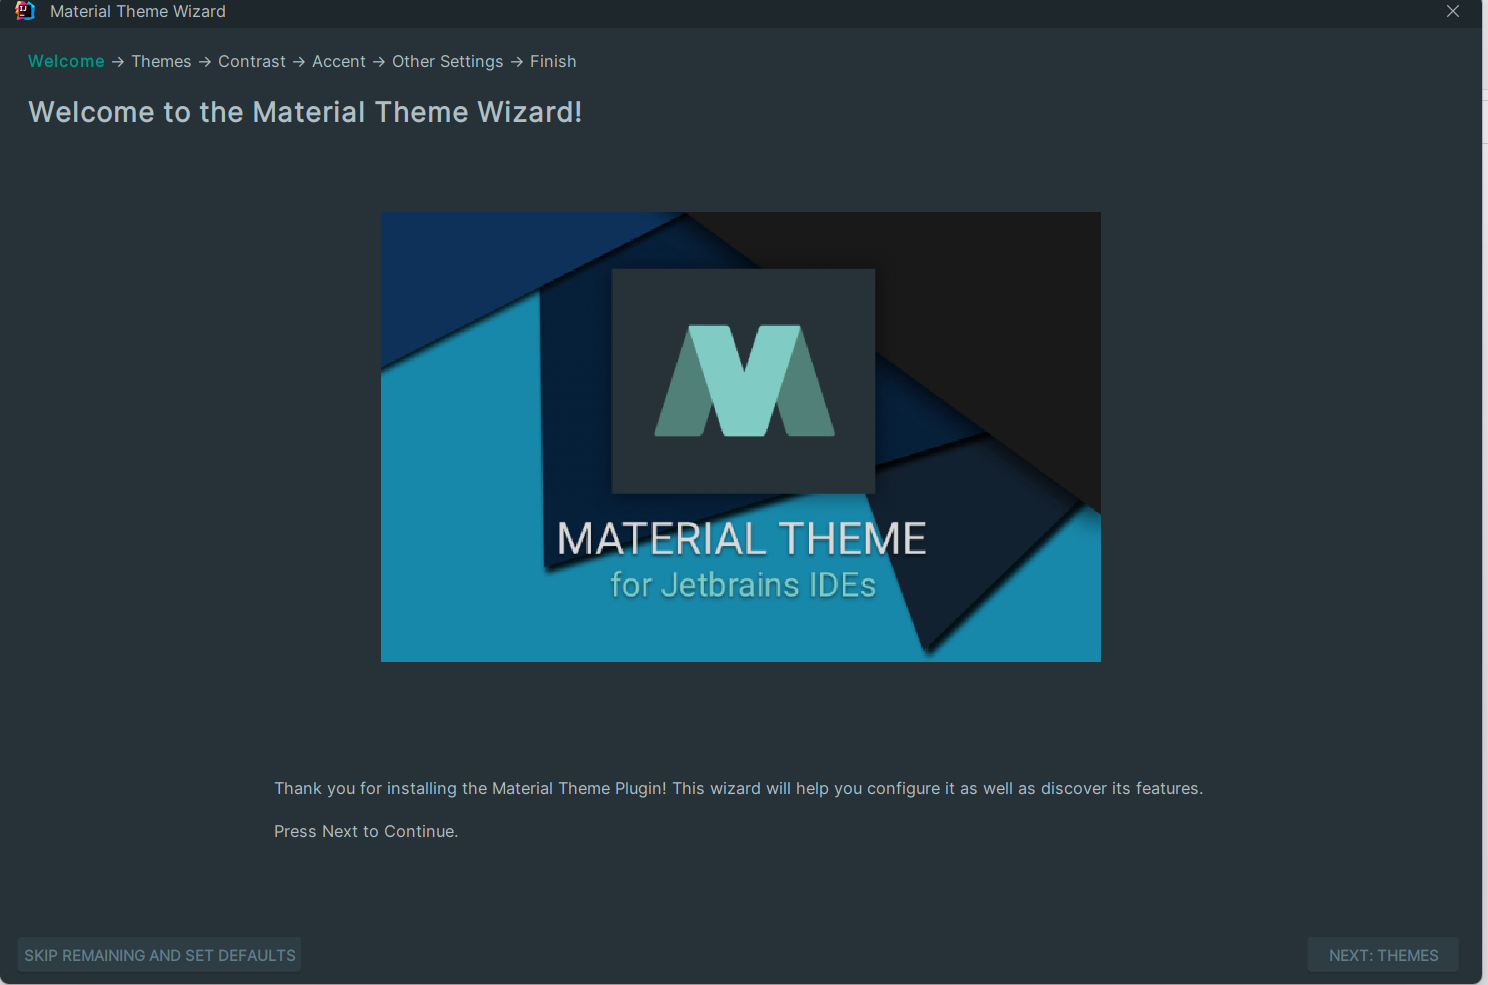 Material Theme Wizard
Welcome → Themes → Contrast → Accent → Other Settings → Finish
Welcome to the Material Theme Wizard!
MATERIAL THEME
for Jetbrains IDEs
Thank you for installing the Material Theme Plugin! This wizard will help you configure it as well as discover its features.
Press Next to Continue.
SKIP REMAINING AND SET DEFAULTS
NEXT: THEMES